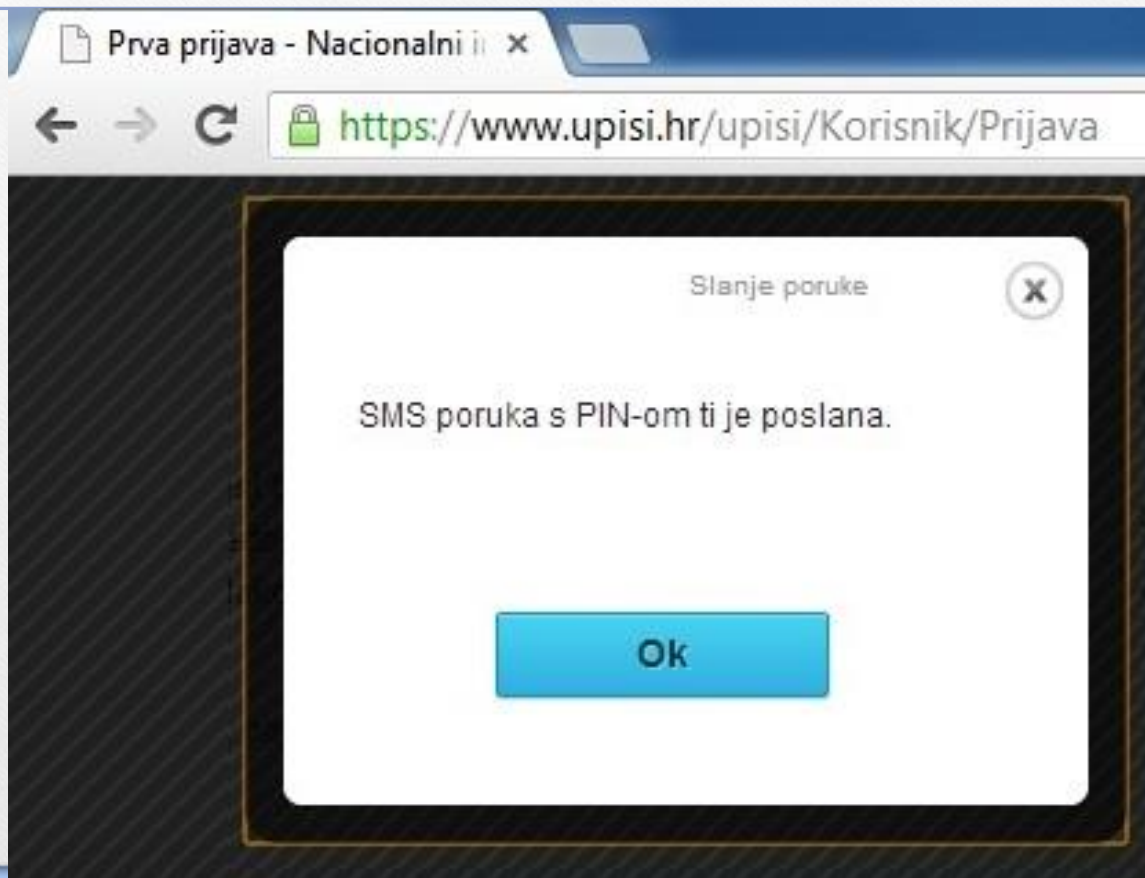 Prva prijava - Nacionalni i
https://www.upisi.hr/upisi/Korisnik/Prijava
Slanje poruke
x
SMS poruka s PIN-om ti je poslana.
Ok